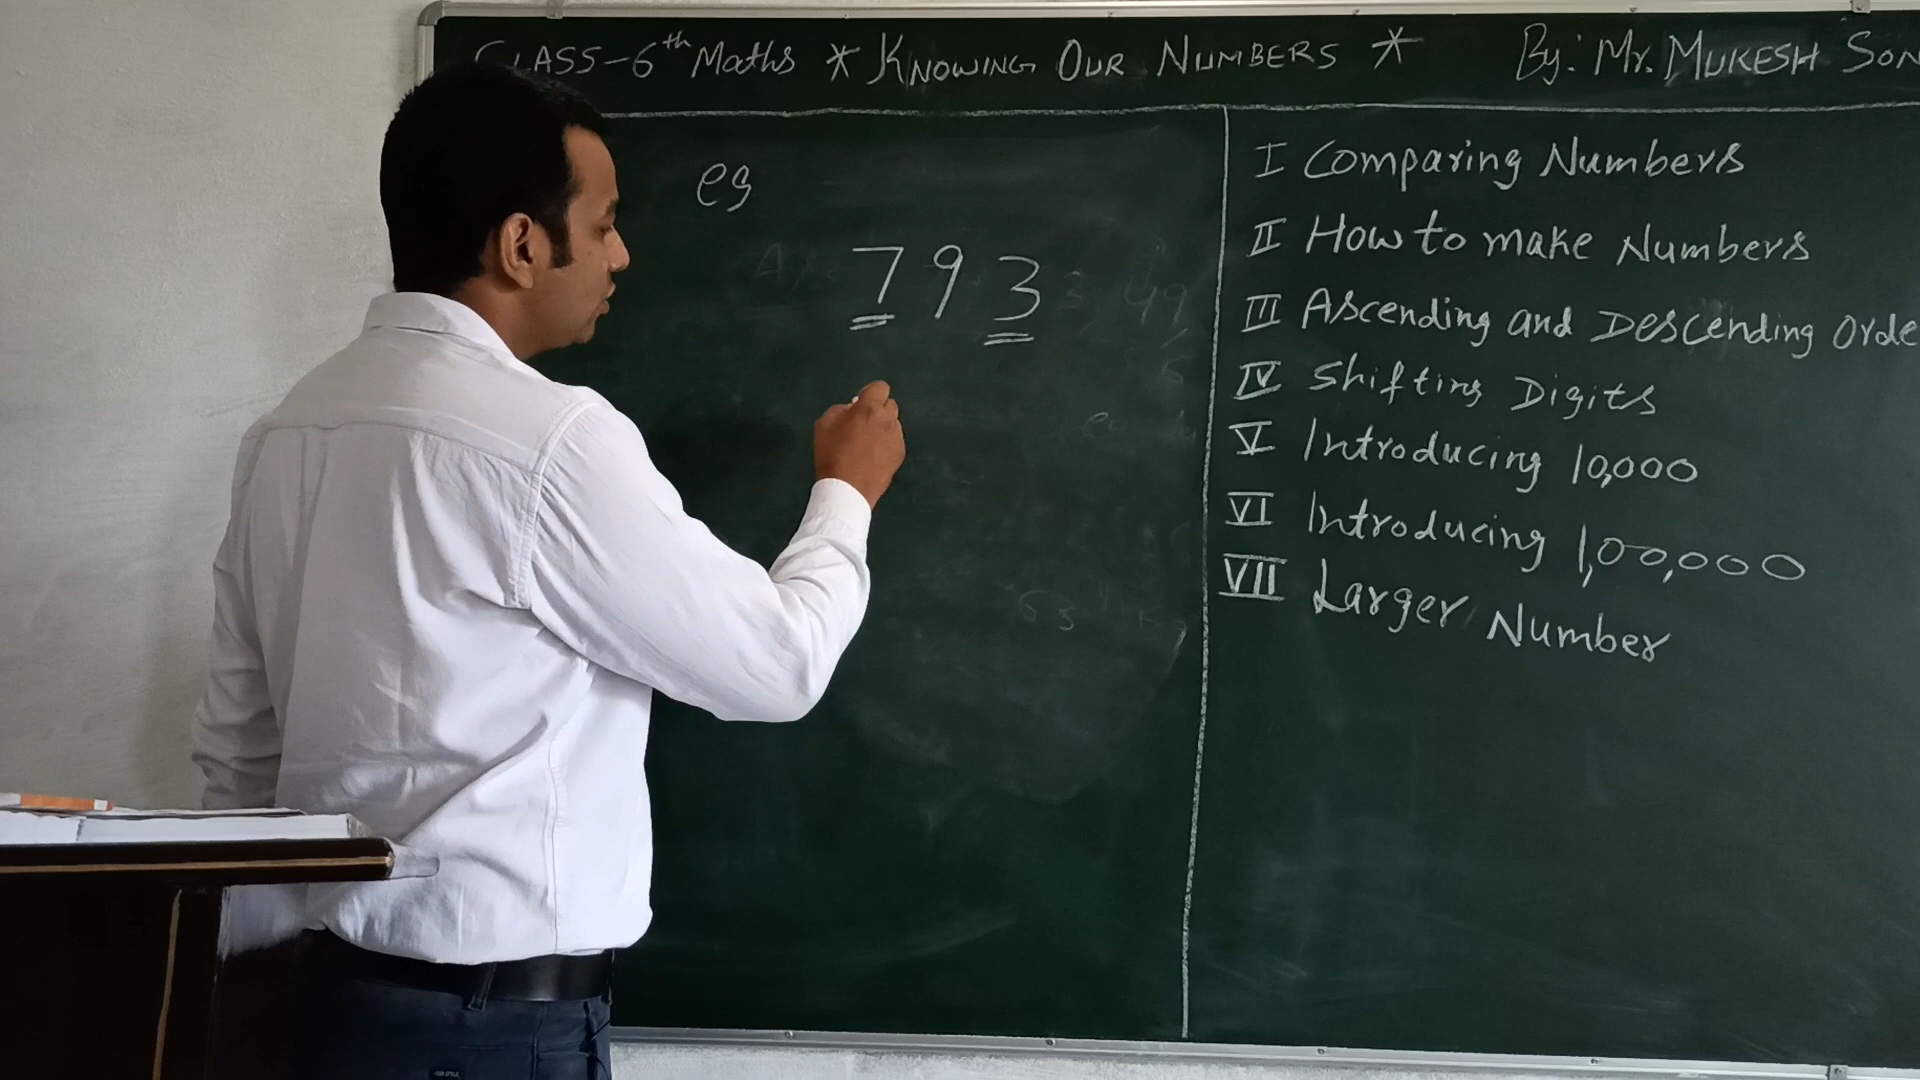 CLASS-6th Maths * KNOWING OUR NUMBERS * By: Mr. MUKESH SON
eg
793
I Comparing Numbers
II How to make Numbers
III Ascending and Descending Orde
IV Shifting Digits
V Introducing 10,000
VI Introducing 1,00,000
VII Larger Number